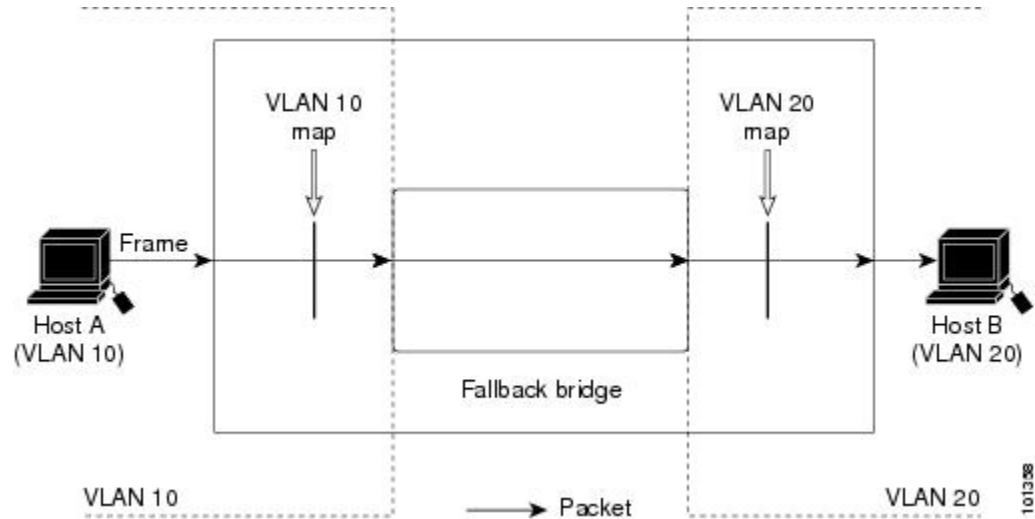 VLAN 10
map
VLAN 20
map
Frame
Host A
(VLAN 10)
Host B
(VLAN 20)
Fallback bridge
VLAN 10
Packet
VLAN 20
101358